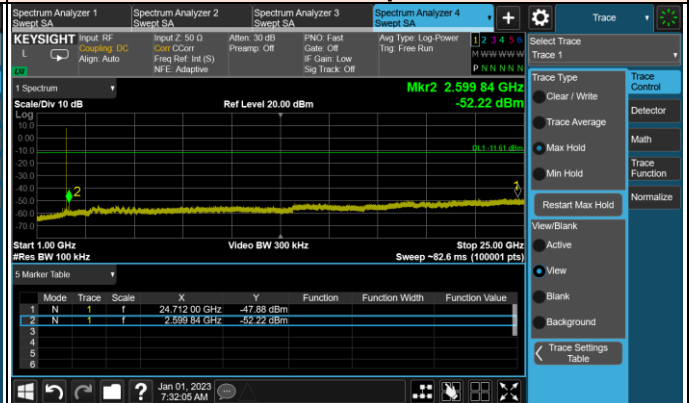 Spectrum Analyzer 1
Swept SA
Spectrum Analyzer 2
Swept SA
Spectrum Analyzer 3
Swept SA
Spectrum Analyzer 4
Swept SA
+
Trace
KEYSIGHT
L
LXI
Input: RF
Coupling: DC
Align: Auto
Input Z: 50 Ω
Corr CCorr
Freq Ref: Int (S)
NFE: Adaptive
Atten: 30 dB
Preamp: Off
PNO: Fast
Gate: Off
IF Gain: Low
Sig Track: Off
Avg Type: Log-Power
Trig: Free Run
1 2 3 4 5 6
M W W W W W
P N N N N N
Select Trace
Trace 1
1 Spectrum
Mkr2 2.599 84 GHz
Scale/Div 10 dB
Ref Level 20.00 dBm
-52.22 dBm
Log
10.0
0.00
-10.0
-20.0
-30.0
-40.0
-50.0
-60.0
-70.0
DL1 -11.61 dBm
2
1
Start 1.00 GHz
Video BW 300 kHz
Stop 25.00 GHz
#Res BW 100 kHz
Sweep ~82.6 ms (100001 pts)
5 Marker Table
Mode Trace Scale X Y Function Function Width Function Value
1 N 1 f 24.712 00 GHz -47.88 dBm
2 N 1 f 2.599 84 GHz -52.22 dBm
3
4
5
6
Trace Type
Clear / Write
Trace Average
Max Hold
Min Hold
Restart Max Hold
View/Blank
Active
View
Blank
Background
Trace Settings
Table
Trace
Control
Detector
Math
Trace
Function
Normalize
?
Jan 01, 2023
7:32:05 AM